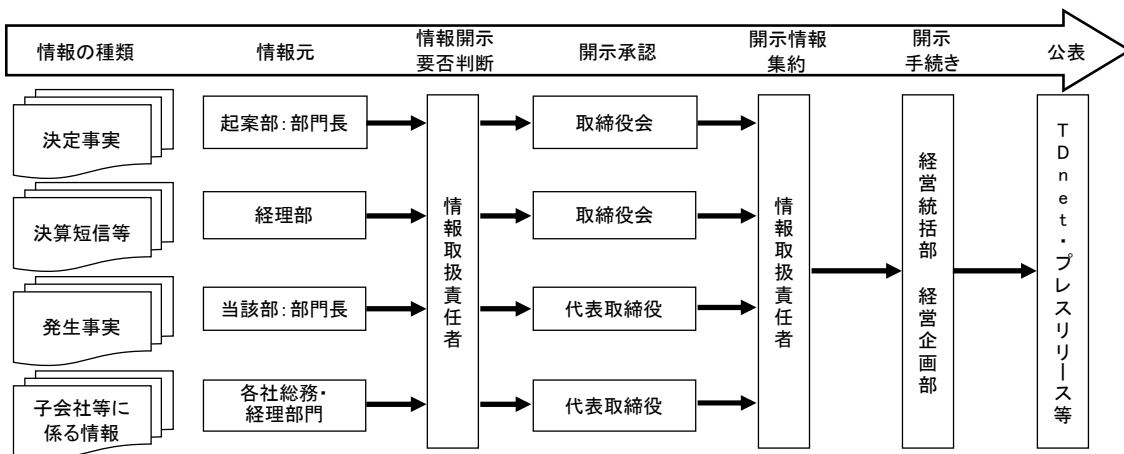 情報の種類
情報元
情報開示
要否判断
開示承認
開示情報
集約
開示
手続き
公表
決定事実
起案部：部門長
取締役会
決算短信等
経理部
取締役会
発生事実
当該部：部門長
代表取締役
子会社等に
係る情報
各社総務・
経理部門
代表取締役
情報取扱責任者
情報取扱責任者
経営統括部　経営企画部
TDnet・プレスリリース等